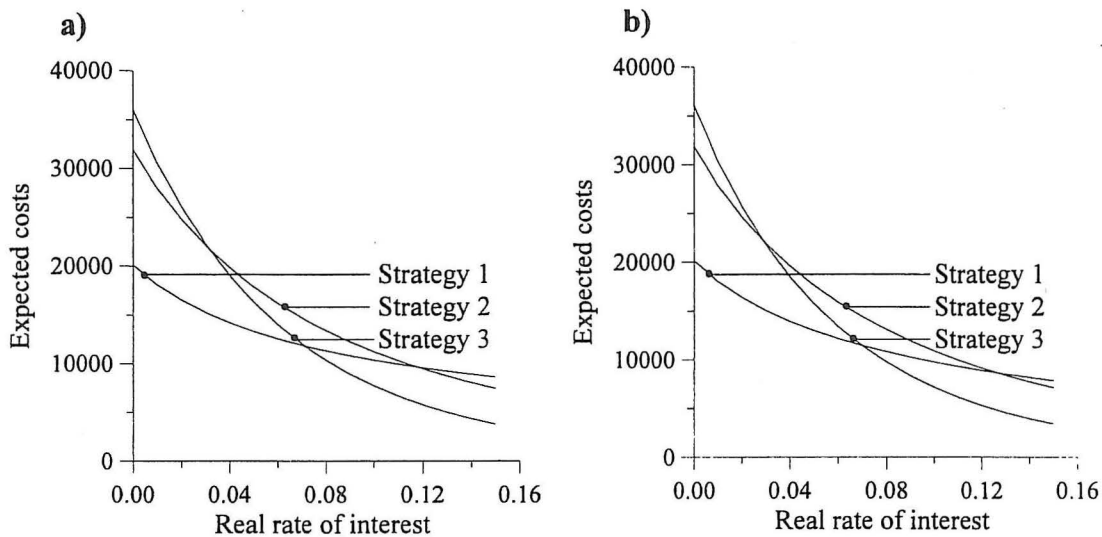 a)
40000
30000
20000
10000
0
Expected costs
Strategy 1
Strategy 2
Strategy 3
0.00 0.04 0.08 0.12 0.16
Real rate of interest
b)
40000
30000
20000
10000
0
Expected costs
Strategy 1
Strategy 2
Strategy 3
0.00 0.04 0.08 0.12 0.16
Real rate of interest